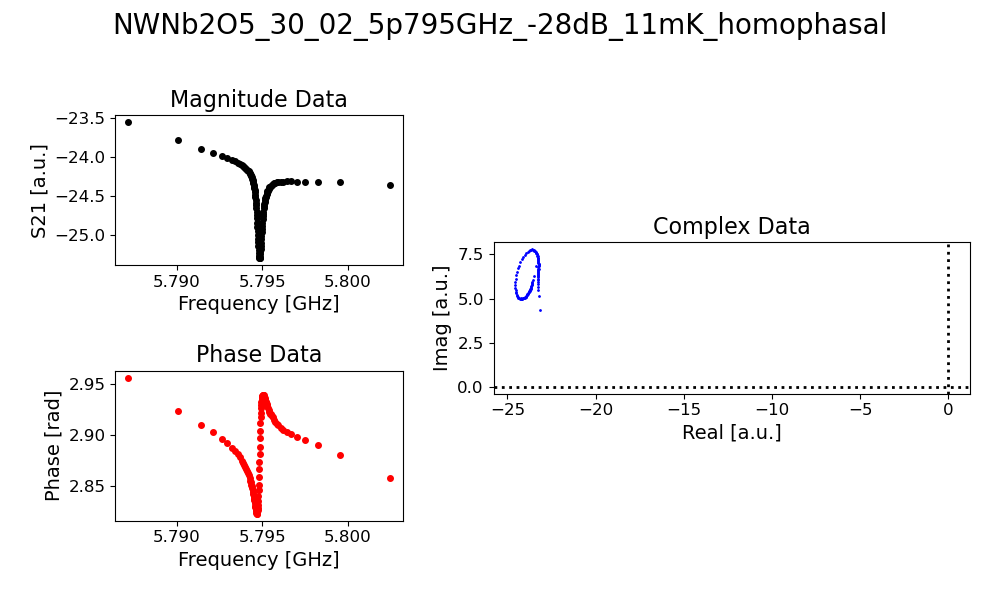 NWNb2O5_30_02_5p795GHz_-28dB_11mK_homophasal
Magnitude Data
S21 [a.u.]
−23.5
−24.0
−24.5
−25.0
5.790 5.795 5.800
Frequency [GHz]
Phase Data
Phase [rad]
2.95
2.90
2.85
5.790 5.795 5.800
Frequency [GHz]
Complex Data
Imag [a.u.]
7.5
5.0
2.5
0.0
−25 −20 −15 −10 −5 0
Real [a.u.]